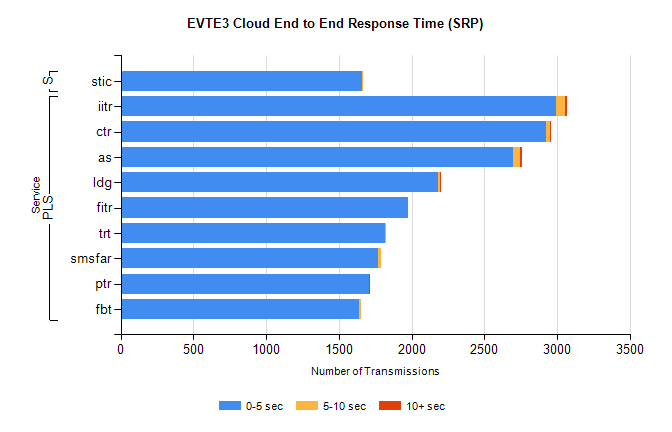 EVTE3 Cloud End to End Response Time (SRP)
S
stic
iitr
ctr
as
ldg
fitr
trt
smsfar
ptr
fbt
Service
PLS
0 500 1000 1500 2000 2500 3000 3500
Number of Transmissions
0-5 sec 5-10 sec 10+ sec